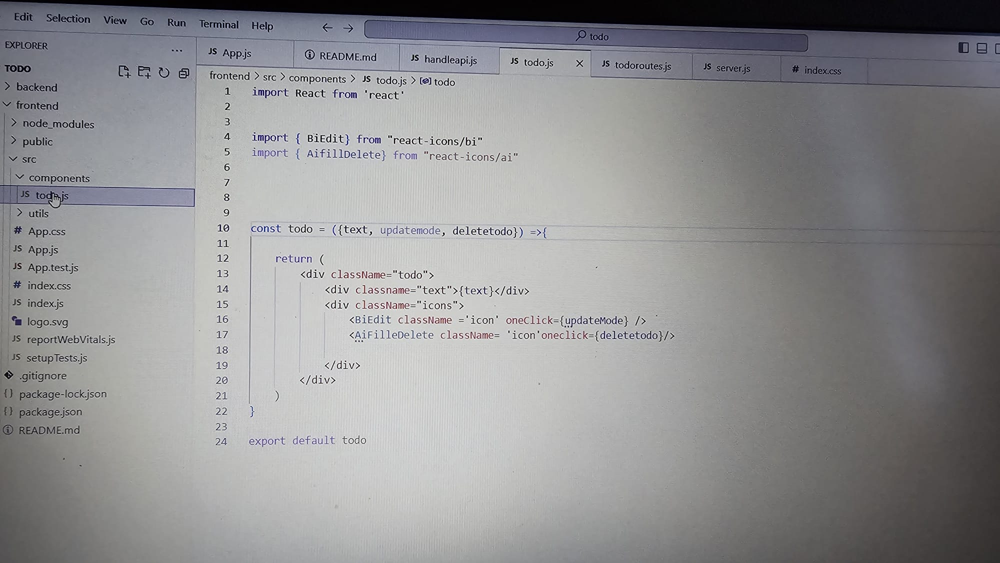 Edit Selection View Go Run Terminal Help
todo
EXPLORER
TODO
backend
frontend
node_modules
public
src
components
JS todo.js
utils
# App.css
JS App.js
JS App.test.js
# index.css
JS index.js
logo.svg
JS reportWebVitals.js
JS setupTests.js
.gitignore
{} package-lock.json
{} package.json
README.md
JS App.js
README.md
JS handleapi.js
JS todo.js
JS todoroutes.js
JS server.js
# index.css
frontend > src > components > JS todo.js > todo
1 import React from 'react'
2
3
4 import { BiEdit} from "react-icons/bi"
5 import { AifillDelete} from "react-icons/ai"
6
7
8
9
10 const todo = ({text, updatemode, deletetodo}) =>{
11
12 return (
13 <div className="todo">
14 <div classname="text">{text}</div>
15 <div className="icons">
16 <BiEdit className ='icon' oneClick={updateMode} />
17 <AiFilleDelete className= 'icon'oneclick={deletetodo}/>
18
19 </div>
20 </div>
21 )
22 }
23
24 export default todo